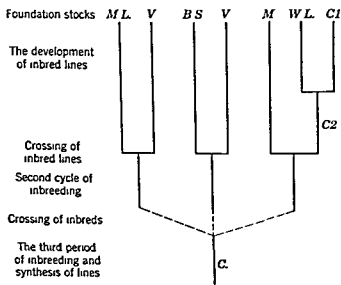 Foundation stocks M L. V B S V M W L. C1
The development
of inbred lines
C2
Crossing of
inbred lines
Second cycle of
inbreeding
Crossing of inbreds
The third period
of inbreeding and
synthesis of lines
C.